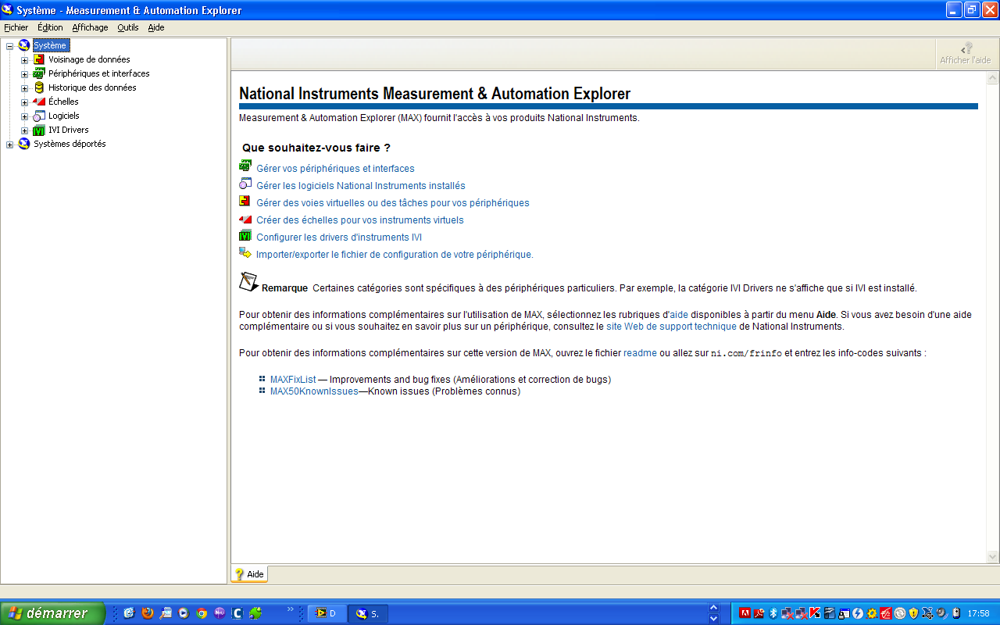 Système - Measurement & Automation Explorer
Fichier Édition Affichage Outils Aide
Système
Voisinage de données
Périphériques et interfaces
Historique des données
Échelles
Logiciels
IVI Drivers
Systèmes déportés
Afficher l'aide
National Instruments Measurement & Automation Explorer
Measurement & Automation Explorer (MAX) fournit l'accès à vos produits National Instruments.
Que souhaitez-vous faire ?
Gérer vos périphériques et interfaces
Gérer les logiciels National Instruments installés
Gérer des voies virtuelles ou des tâches pour vos périphériques
Créer des échelles pour vos instruments virtuels
Configurer les drivers d'instruments IVI
Importer/exporter le fichier de configuration de votre périphérique.
Remarque Certaines catégories sont spécifiques à des périphériques particuliers. Par exemple, la catégorie IVI Drivers ne s'affiche que si IVI est installé.
Pour obtenir des informations complémentaires sur l'utilisation de MAX, sélectionnez les rubriques d'aide disponibles à partir du menu Aide. Si vous avez besoin d'une aide
complémentaire ou si vous souhaitez en savoir plus sur un périphérique, consultez le site Web de support technique de National Instruments.
Pour obtenir des informations complémentaires sur cette version de MAX, ouvrez le fichier readme ou allez sur ni.com/frinfo et entrez les info-codes suivants :
MAXFixList — Improvements and bug fixes (Améliorations et correction de bugs)
MAX50KnownIssues—Known issues (Problèmes connus)
Aide
démarrer
D
S.
17:58